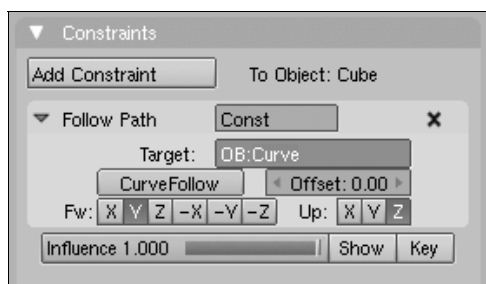 Constraints
Add Constraint To Object: Cube
Follow Path Const
Target: OB:Curve
CurveFollow Offset: 0.00
Fw: X Y Z -X -Y -Z Up: X Y Z
Influence 1.000 Show Key